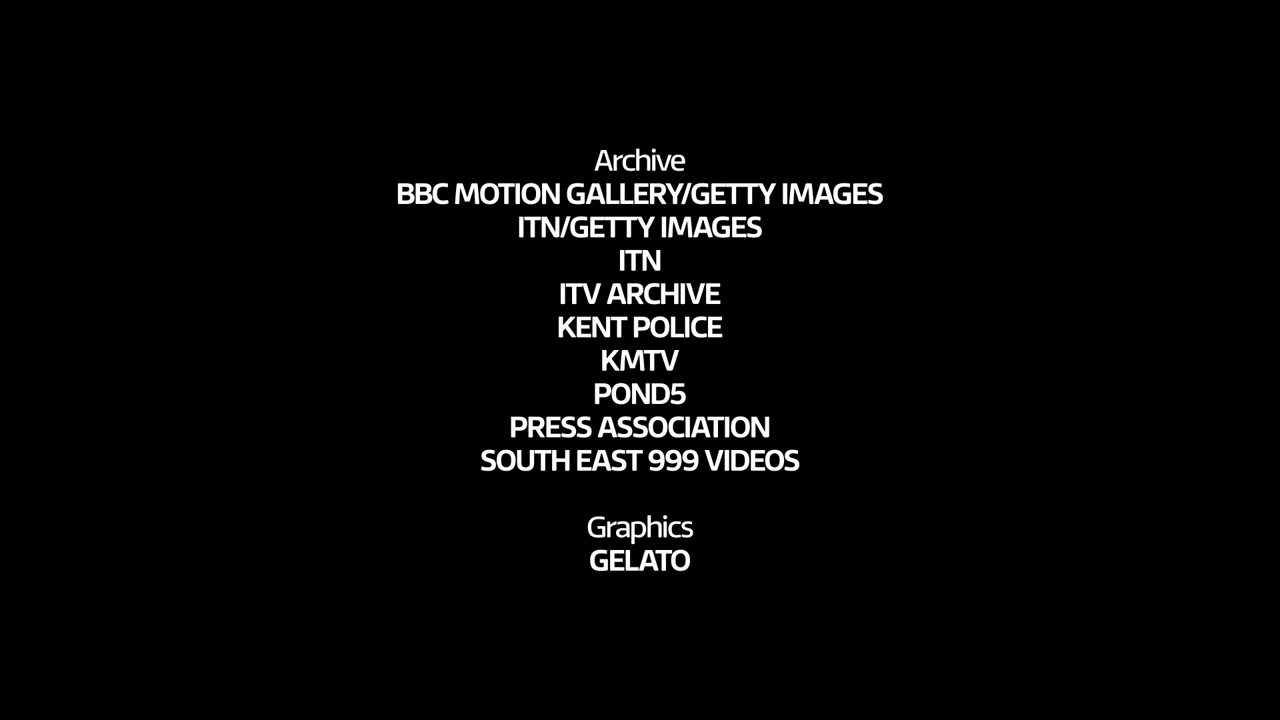 Archive
BBC MOTION GALLERY/GETTY IMAGES
ITN/GETTY IMAGES
ITN
ITV ARCHIVE
KENT POLICE
KMTV
POND5
PRESS ASSOCIATION
SOUTH EAST 999 VIDEOS
Graphics
GELATO